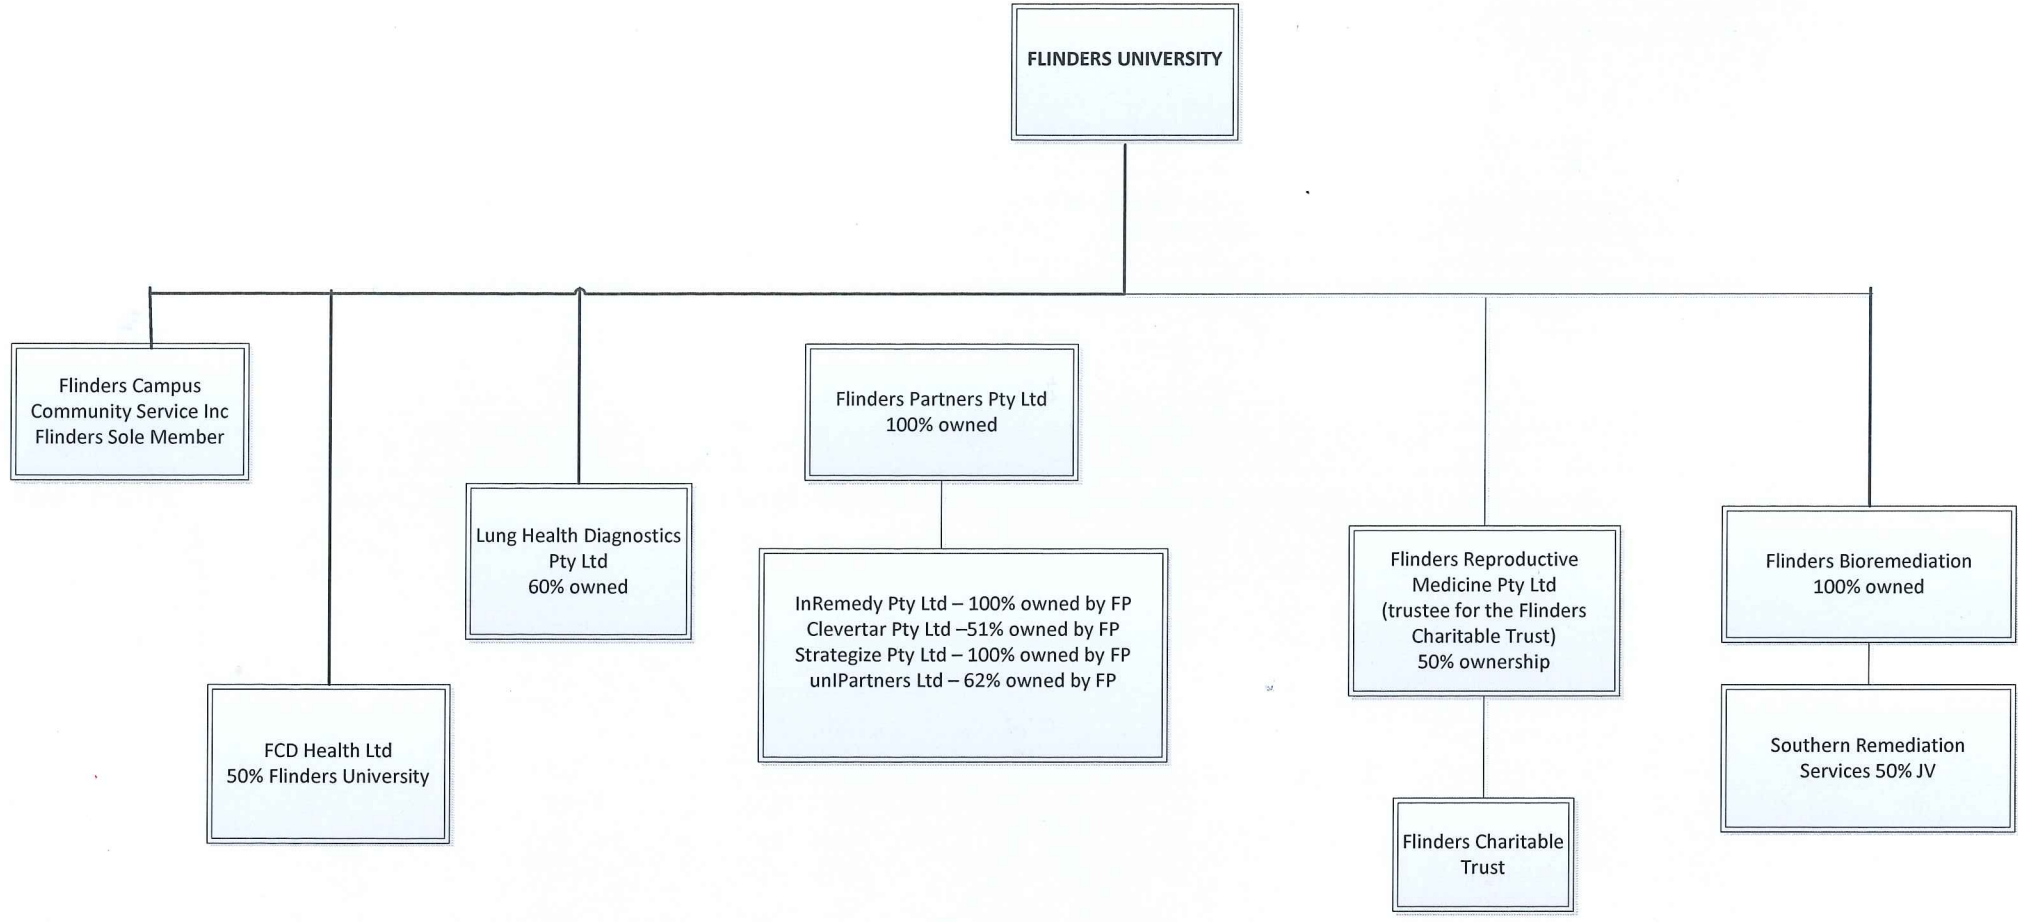 FLINDERS UNIVERSITY
Flinders Campus
Community Service Inc
Flinders Sole Member
FCD Health Ltd
50% Flinders University
Lung Health Diagnostics
Pty Ltd
60% owned
Flinders Partners Pty Ltd
100% owned
InRemedy Pty Ltd – 100% owned by FP
Clevertar Pty Ltd –51% owned by FP
Strategize Pty Ltd – 100% owned by FP
unIPartners Ltd – 62% owned by FP
Flinders Reproductive
Medicine Pty Ltd
(trustee for the Flinders
Charitable Trust)
50% ownership
Flinders Charitable
Trust
Flinders Bioremediation
100% owned
Southern Remediation
Services 50% JV